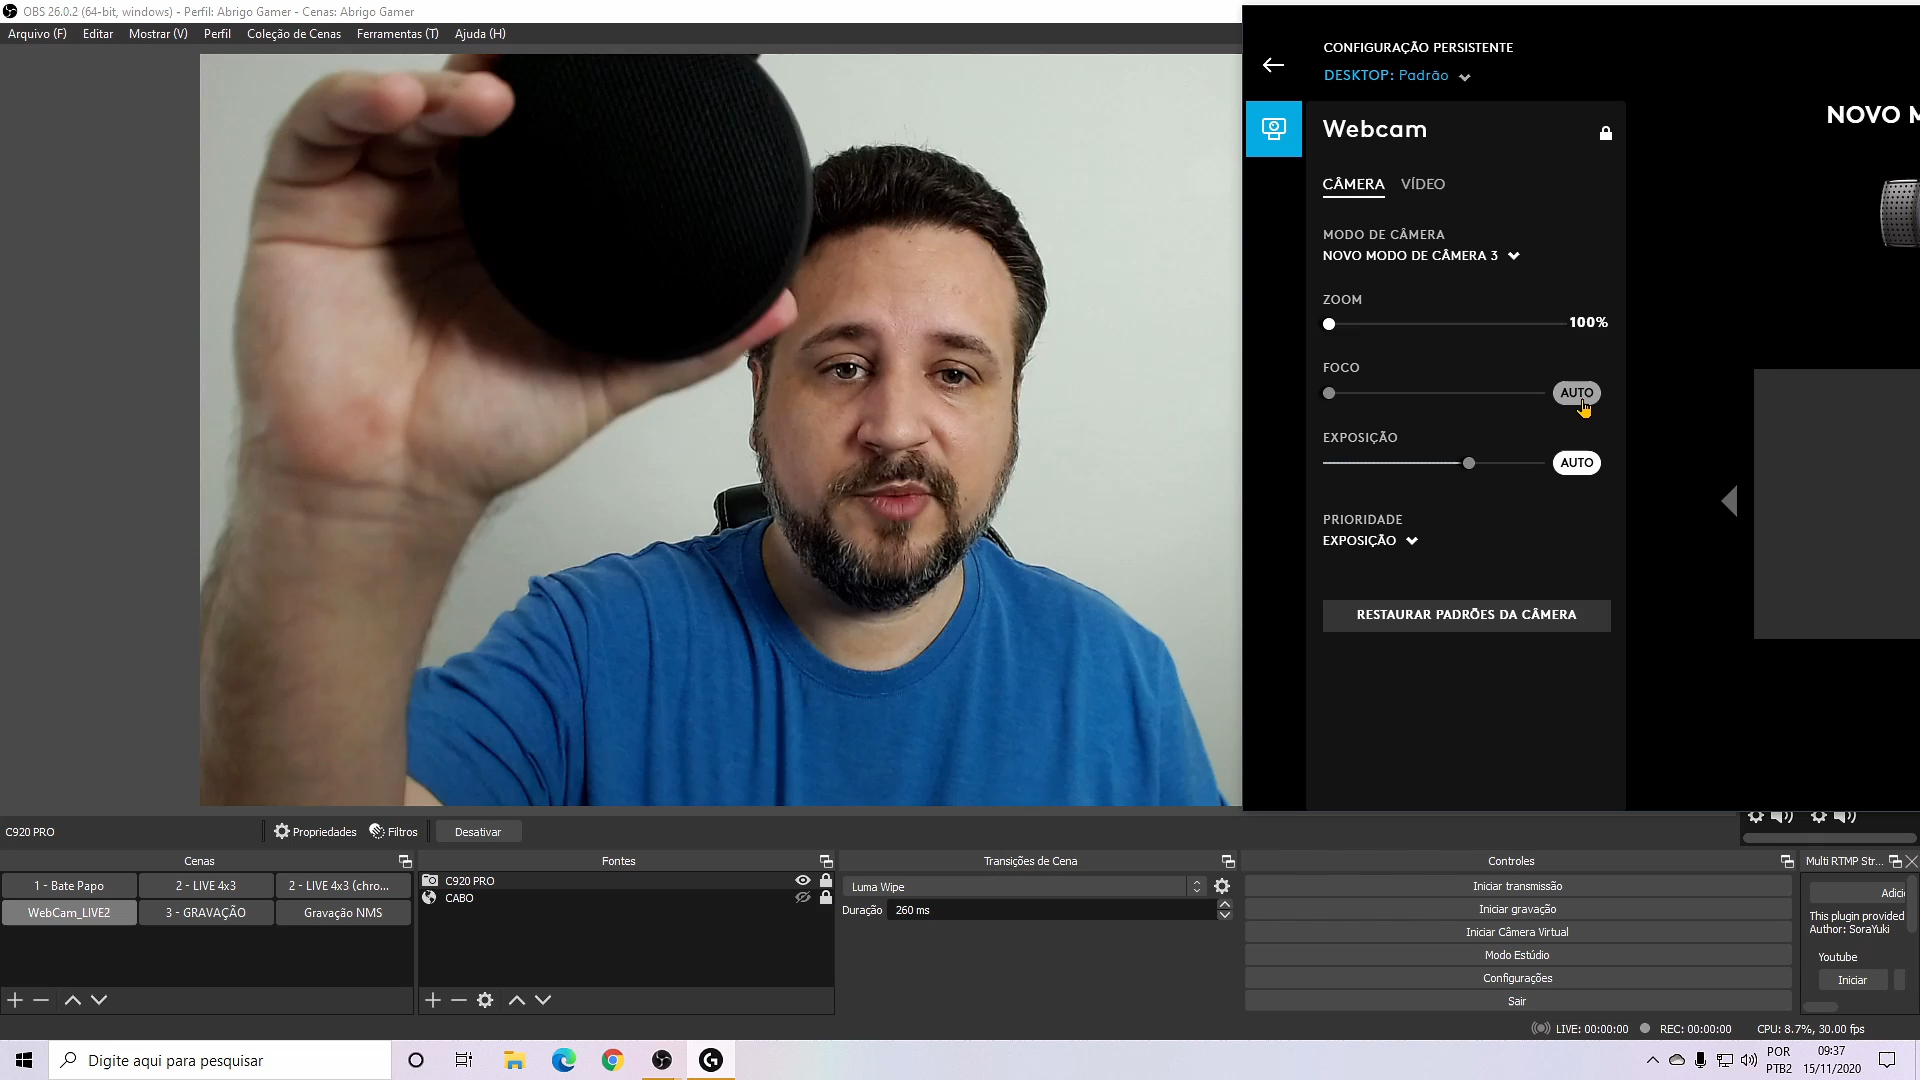 OBS 26.0.2 (64-bit, windows) - Perfil: Abrigo Gamer - Cenas: Abrigo Gamer
Arquivo (F) Editar Mostrar (V) Perfil Coleção de Cenas Ferramentas (T) Ajuda (H)
CONFIGURAÇÃO PERSISTENTE
DESKTOP: Padrão
NOVO M
Webcam
CÂMERA VÍDEO
MODO DE CÂMERA
NOVO MODO DE CÂMERA 3
ZOOM
100%
FOCO
AUTO
EXPOSIÇÃO
AUTO
PRIORIDADE
EXPOSIÇÃO
RESTAURAR PADRÕES DA CÂMERA
C920 PRO Propriedades Filtros Desativar
Cenas
1 - Bate Papo 2 - LIVE 4x3 2 - LIVE 4x3 (chro...
WebCam_LIVE2 3 - GRAVAÇÃO Gravação NMS
Fontes
C920 PRO
CABO
Transições de Cena
Luma Wipe
Duração 260 ms
Controles
Iniciar transmissão
Iniciar gravação
Iniciar Câmera Virtual
Modo Estúdio
Configurações
Sair
Multi RTMP Str...
Adici
This plugin provided
Author: SoraYuki
Youtube
Iniciar
LIVE: 00:00:00 REC: 00:00:00 CPU: 8.7%, 30.00 fps
Digite aqui para pesquisar
POR
PTB2
09:37
15/11/2020